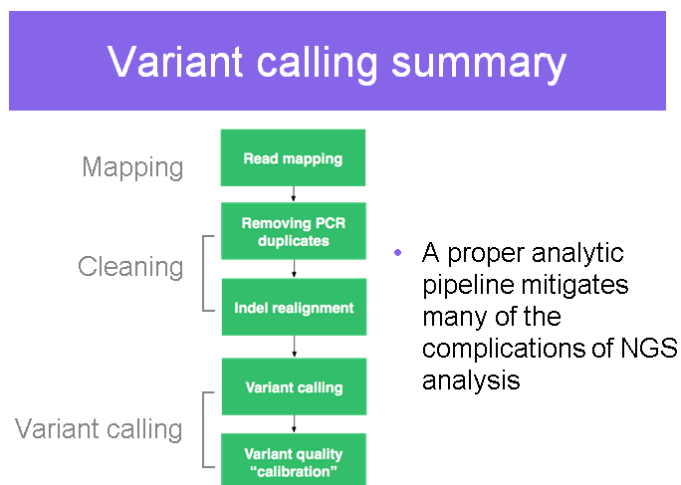 Variant calling summary
Mapping
Read mapping
Cleaning
Removing PCR
duplicates
Indel realignment
Variant calling
Variant calling
Variant quality
“calibration”
• A proper analytic
pipeline mitigates
many of the
complications of NGS
analysis